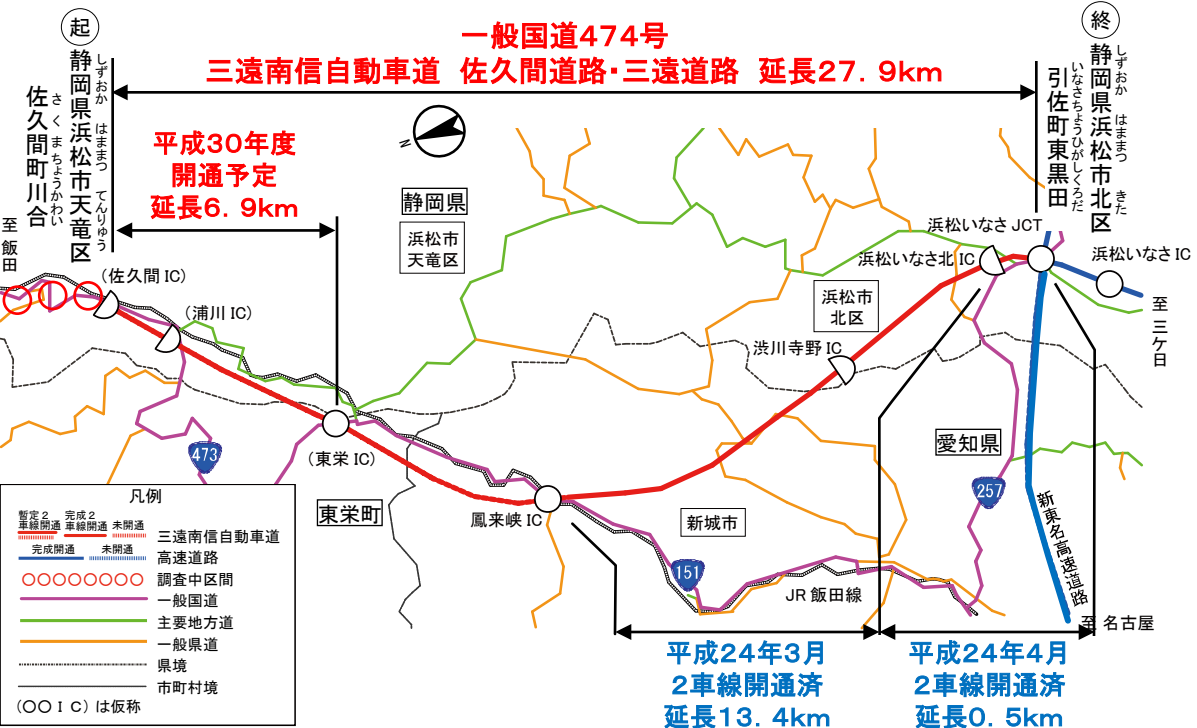 一般国道474号
三遠南信自動車道 佐久間道路・三遠道路 延長27.9km
起
静岡県浜松市天竜区
しずおか はままつ てんりゅう
佐久間町川合
さくまちょうかわい
終
静岡県浜松市北区
しずおか はままつ きた
引佐町東黒田
いなさちょうひがしくろだ
平成30年度
開通予定
延長6.9km
N
静岡県
浜松市
天竜区
至 飯田
(佐久間 IC)
(浦川 IC)
浜松いなさ JCT
浜松いなさ北 IC
浜松いなさ IC
浜松市
北区
至 三ケ日
渋川寺野 IC
(東栄 IC)
473
愛知県
257
東栄町
鳳来峡 IC
新城市
151
JR 飯田線
新東名高速道路
至 名古屋
凡例
暫定2
車線開通
完成2
車線開通
未開通
三遠南信自動車道
完成開通
未開通
高速道路
調査中区間
一般国道
主要地方道
一般県道
県境
市町村境
(○○IC)は仮称
平成24年3月
2車線開通済
延長13.4km
平成24年4月
2車線開通済
延長0.5km